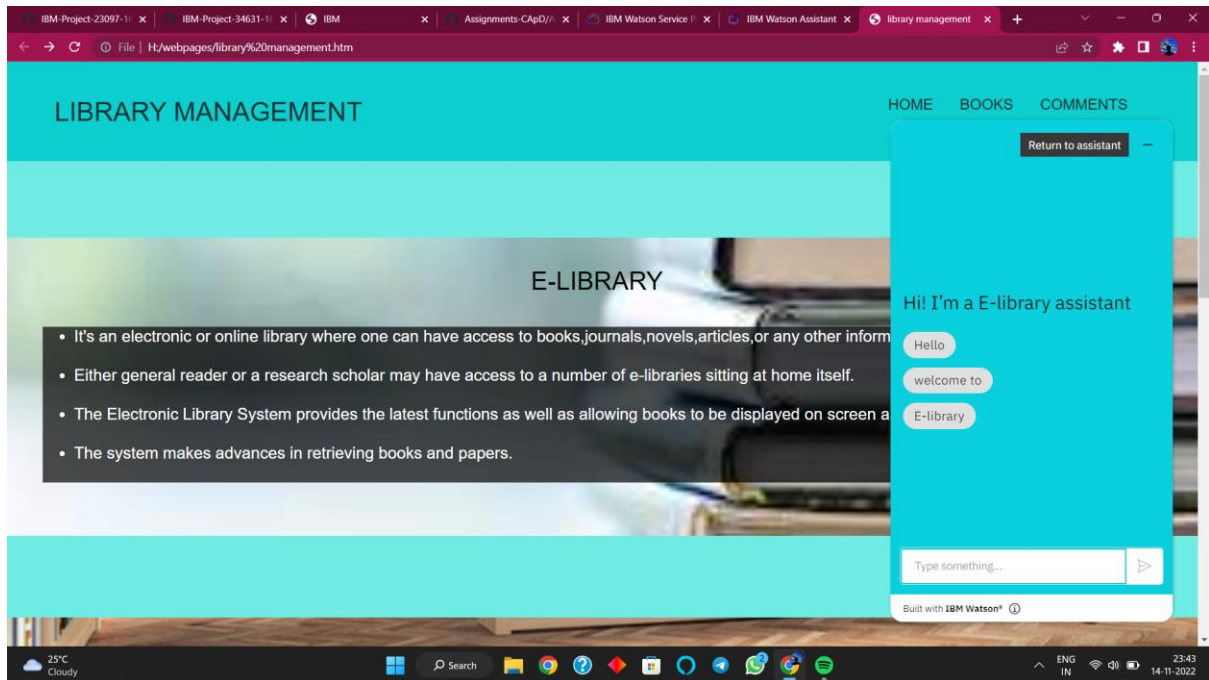 IBM-Project-23097-1
IBM-Project-34631-1
IBM
Assignments-CApD/A
IBM Watson Service P
IBM Watson Assistant
library management
File | H:/webpages/library%20management.htm
LIBRARY MANAGEMENT
HOME BOOKS COMMENTS
Return to assistant
E-LIBRARY
• It's an electronic or online library where one can have access to books,journals,novels,articles,or any other inform
• Either general reader or a research scholar may have access to a number of e-libraries sitting at home itself.
• The Electronic Library System provides the latest functions as well as allowing books to be displayed on screen a
• The system makes advances in retrieving books and papers.
Hi! I'm a E-library assistant
Hello
welcome to
E-library
Type something...
Built with IBM Watson®
25°C
Cloudy
Search
ENG
IN
23:43
14-11-2022